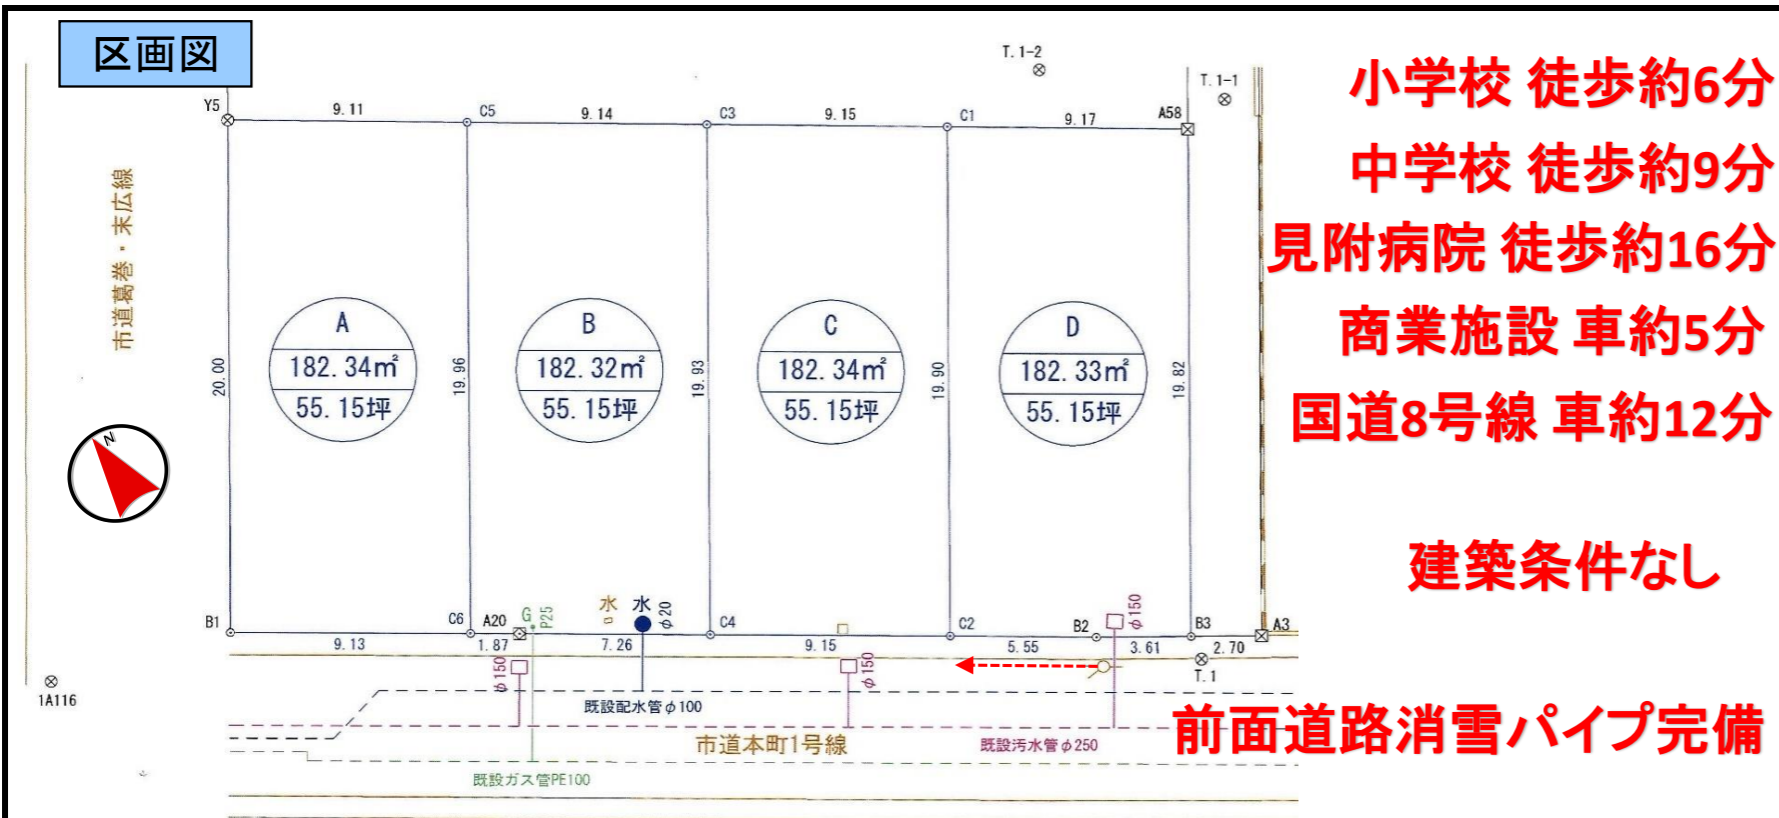 区画図
T.1-2
T.1-1
Y5
9.11
C5
9.14
C3
9.15
C1
9.17
A58
小学校 徒歩約6分
中学校 徒歩約9分
見附病院 徒歩約16分
商業施設 車約5分
国道8号線 車約12分
建築条件なし
市道葛巻・末広線
20.00
A
182.34㎡
55.15坪
19.96
B
182.32㎡
55.15坪
19.93
C
182.34㎡
55.15坪
19.90
D
182.33㎡
55.15坪
19.82
N
B1
9.13
C6
A20
1.87
G
P25
水
水
φ20
7.26
C4
9.15
C2
5.55
B2
φ150
3.61
B3
2.70
A3
T.1
φ150
φ150
1A116
既設配水管φ100
市道本町1号線
既設汚水管φ250
前面道路消雪パイプ完備
既設ガス管PE100